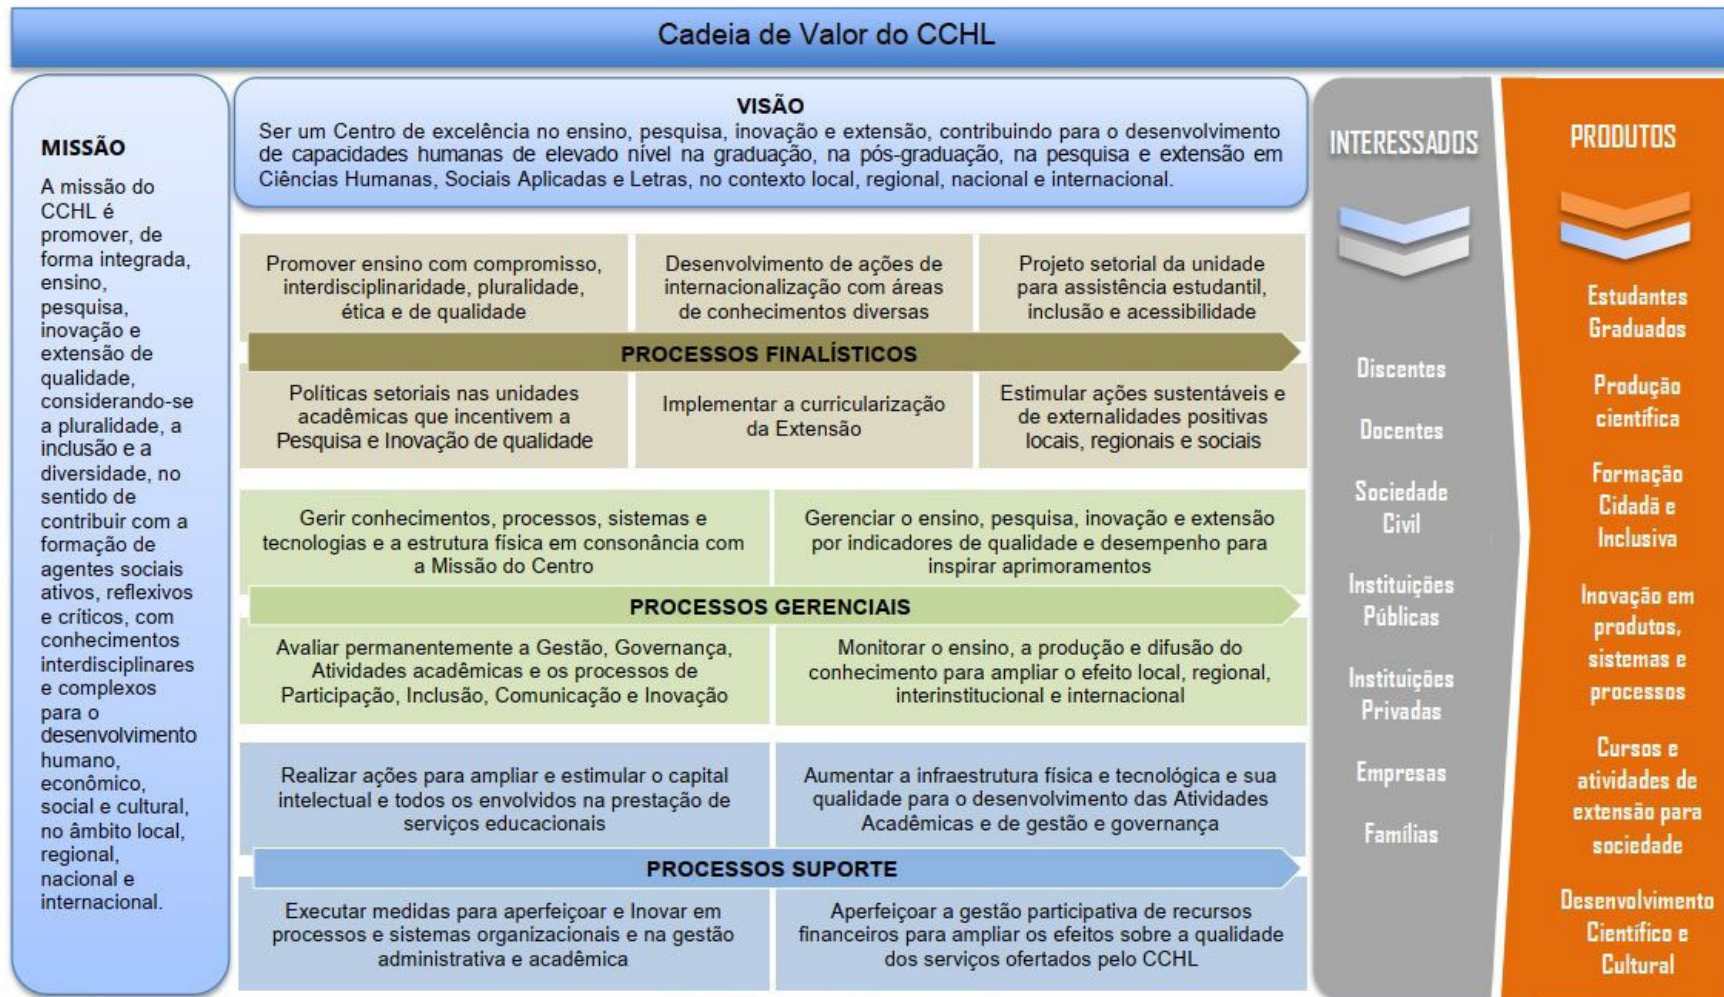 Cadeia de Valor do CCHL
MISSÃO
A missão do
CCHL é
promover, de
forma integrada,
ensino,
pesquisa,
inovação e
extensão de
qualidade,
considerando-se
a pluralidade, a
inclusão e a
diversidade, no
sentido de
contribuir com a
formação de
agentes sociais
ativos, reflexivos
e críticos, com
conhecimentos
interdisciplinares
e complexos
para o
desenvolvimento
humano,
econômico,
social e cultural,
no âmbito local,
regional,
nacional e
internacional.
VISÃO
Ser um Centro de excelência no ensino, pesquisa, inovação e extensão, contribuindo para o desenvolvimento
de capacidades humanas de elevado nível na graduação, na pós-graduação, na pesquisa e extensão em
Ciências Humanas, Sociais Aplicadas e Letras, no contexto local, regional, nacional e internacional.
Promover ensino com compromisso,
interdisciplinaridade, pluralidade,
ética e de qualidade
Desenvolvimento de ações de
internacionalização com áreas
de conhecimentos diversas
Projeto setorial da unidade
para assistência estudantil,
inclusão e acessibilidade
PROCESSOS FINALÍSTICOS
Políticas setoriais nas unidades
acadêmicas que incentivem a
Pesquisa e Inovação de qualidade
Implementar a curricularização
da Extensão
Estimular ações sustentáveis e
de externalidades positivas
locais, regionais e sociais
Gerir conhecimentos, processos, sistemas e
tecnologias e a estrutura física em consonância com
a Missão do Centro
Gerenciar o ensino, pesquisa, inovação e extensão
por indicadores de qualidade e desempenho para
inspirar aprimoramentos
PROCESSOS GERENCIAIS
Avaliar permanentemente a Gestão, Governança,
Atividades acadêmicas e os processos de
Participação, Inclusão, Comunicação e Inovação
Monitorar o ensino, a produção e difusão do
conhecimento para ampliar o efeito local, regional,
interinstitucional e internacional
Realizar ações para ampliar e estimular o capital
intelectual e todos os envolvidos na prestação de
serviços educacionais
Aumentar a infraestrutura física e tecnológica e sua
qualidade para o desenvolvimento das Atividades
Acadêmicas e de gestão e governança
PROCESSOS SUPORTE
Executar medidas para aperfeiçoar e Inovar em
processos e sistemas organizacionais e na gestão
administrativa e acadêmica
Aperfeiçoar a gestão participativa de recursos
financeiros para ampliar os efeitos sobre a qualidade
dos serviços ofertados pelo CCHL
INTERESSADOS
Discentes
Docentes
Sociedade
Civil
Instituições
Públicas
Instituições
Privadas
Empresas
Famílias
PRODUTOS
Estudantes
Graduados
Produção
científica
Formação
Cidadã e
Inclusiva
Inovação em
produtos,
sistemas e
processos
Cursos e
atividades de
extensão para
sociedade
Desenvolvimento
Científico e
Cultural